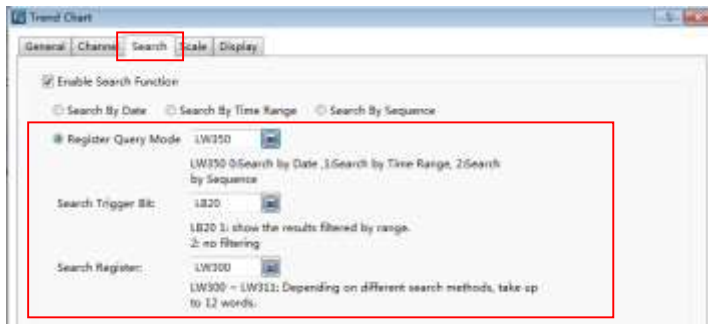 Trend Chart
General Channel Search Scale Display
Enable Search Function
Search By Date Search By Time Range Search By Sequence
Register Query Mode LW350
LW350 0:Search by Date ,1:Search by Time Range, 2:Search
by Sequence
Search Trigger Bit: LB20
LB20 1: show the results filtered by range.
2: no filtering
Search Register: LW300
LW300 ~ LW311: Depending on different search methods, take up
to 12 words.